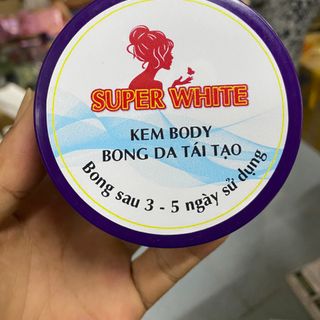 SUPER WHITE
KEM BODY
BONG DA TÁI TẠO
Bong sau 3 - 5 ngày sử dụng